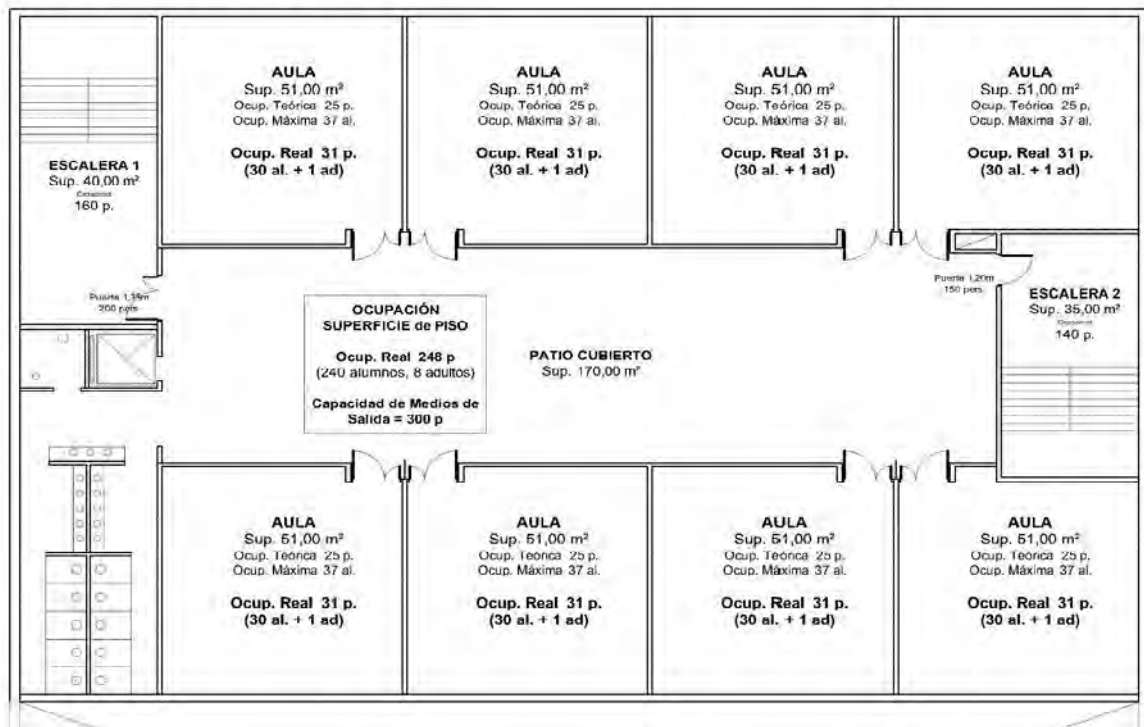 AULA
Sup. 51,00 m²
Ocup. Teórica 25 p.
Ocup. Máxima 37 al.
Ocup. Real 31 p.
(30 al. + 1 ad)
AULA
Sup. 51,00 m²
Ocup. Teórica 25 p.
Ocup. Máxima 37 al.
Ocup. Real 31 p.
(30 al. + 1 ad)
AULA
Sup. 51,00 m²
Ocup. Teórica 25 p.
Ocup. Máxima 37 al.
Ocup. Real 31 p.
(30 al. + 1 ad)
AULA
Sup. 51,00 m²
Ocup. Teórica 25 p.
Ocup. Máxima 37 al.
Ocup. Real 31 p.
(30 al. + 1 ad)
ESCALERA 1
Sup. 40,00 m²
Capacidad
160 p.
Puerta
200 pers
OCUPACIÓN
SUPERFICIE de PISO
Ocup. Real 248 p
(240 alumnos, 8 adultos)
Capacidad de Medios de
Salida = 300 p
PATIO CUBIERTO
Sup. 170,00 m²
Puerta 1,20m
150 pers.
ESCALERA 2
Sup. 35,00 m²
Capacidad
140 p.
AULA
Sup. 51,00 m²
Ocup. Teórica 25 p.
Ocup. Máxima 37 al.
Ocup. Real 31 p.
(30 al. + 1 ad)
AULA
Sup. 51,00 m²
Ocup. Teórica 25 p.
Ocup. Máxima 37 al.
Ocup. Real 31 p.
(30 al. + 1 ad)
AULA
Sup. 51,00 m²
Ocup. Teórica 25 p.
Ocup. Máxima 37 al.
Ocup. Real 31 p.
(30 al. + 1 ad)
AULA
Sup. 51,00 m²
Ocup. Teórica 25 p.
Ocup. Máxima 37 al.
Ocup. Real 31 p.
(30 al. + 1 ad)